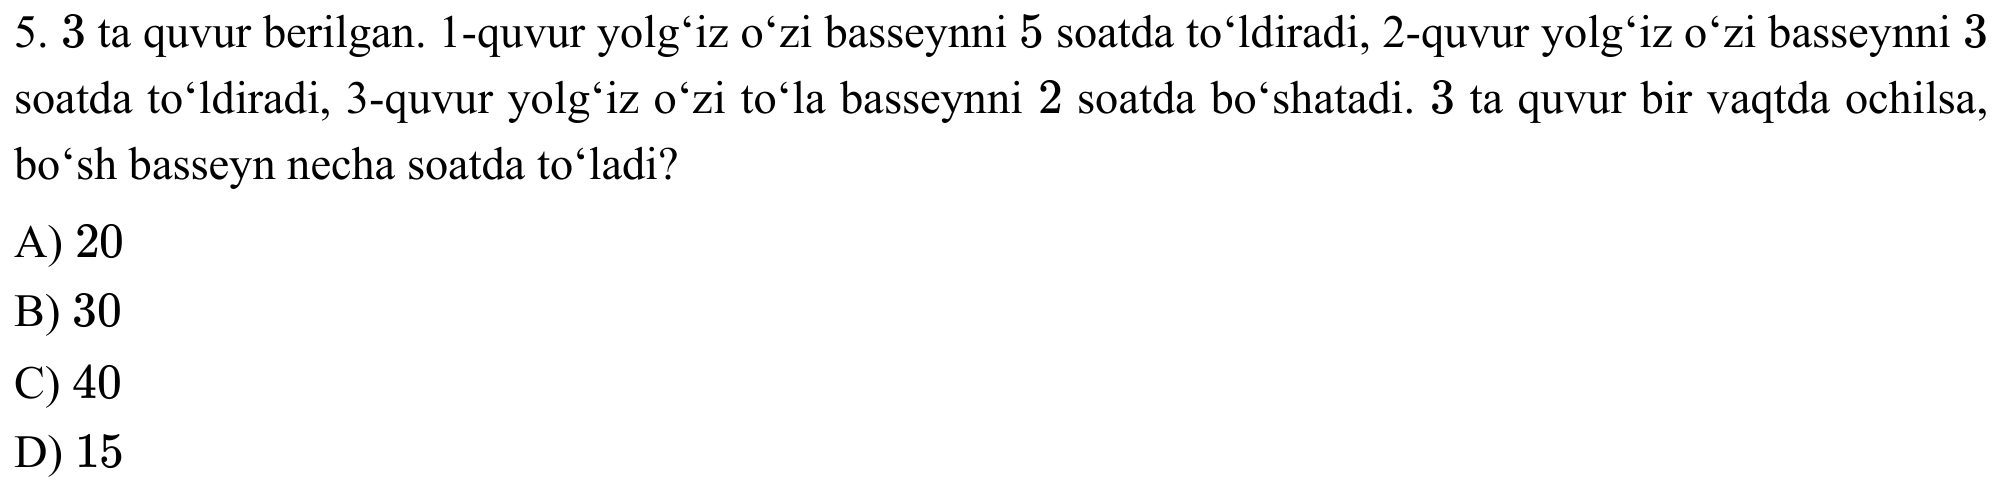 5. 3 ta quvur berilgan. 1-quvur yolg‘iz o‘zi basseynni 5 soatda to‘ldiradi, 2-quvur yolg‘iz o‘zi basseynni 3
soatda to‘ldiradi, 3-quvur yolg‘iz o‘zi to‘la basseynni 2 soatda bo‘shatadi. 3 ta quvur bir vaqtda ochilsa,
bo‘sh basseyn necha soatda to‘ladi?
A) 20
B) 30
C) 40
D) 15